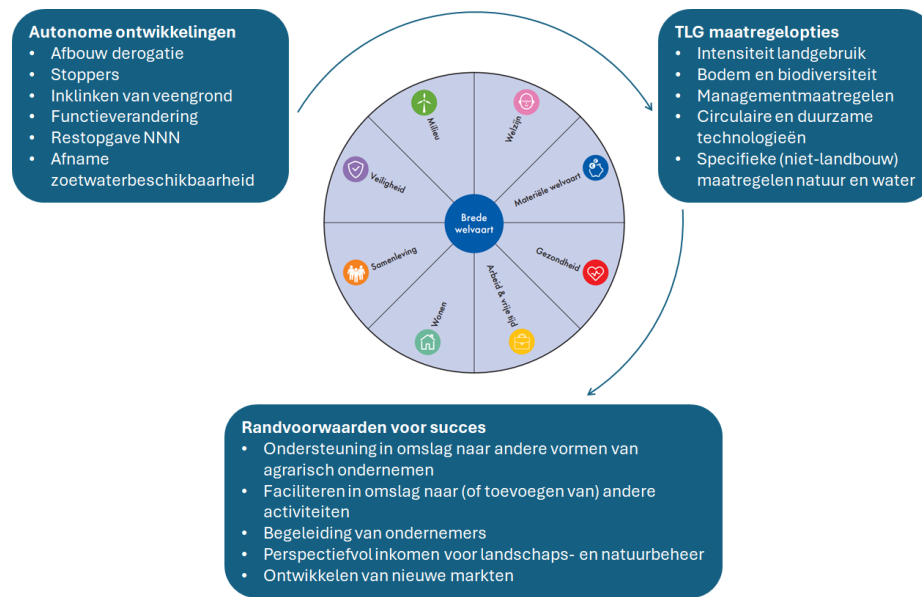 Autonome ontwikkelingen
• Afbouw derogatie
• Stoppers
• Inklinken van veengrond
• Functieverandering
• Restopgave NNN
• Afname
zoetwaterbeschikbaarheid
TLG maatregelopties
• Intensiteit landgebruik
• Bodem en biodiversiteit
• Managementmaatregelen
• Circulaire en duurzame
technologieën
• Specifieke (niet-landbouw)
maatregelen natuur en water
Milieu
Welzijn
Veiligheid
Materiële welvaart
Brede
welvaart
Samenleving
Gezondheid
Wonen
Arbeid & vrije tijd
Randvoorwaarden voor succes
• Ondersteuning in omslag naar andere vormen van
agrarisch ondernemen
• Faciliteren in omslag naar (of toevoegen van) andere
activiteiten
• Begeleiding van ondernemers
• Perspectiefvol inkomen voor landschaps- en natuurbeheer
• Ontwikkelen van nieuwe markten